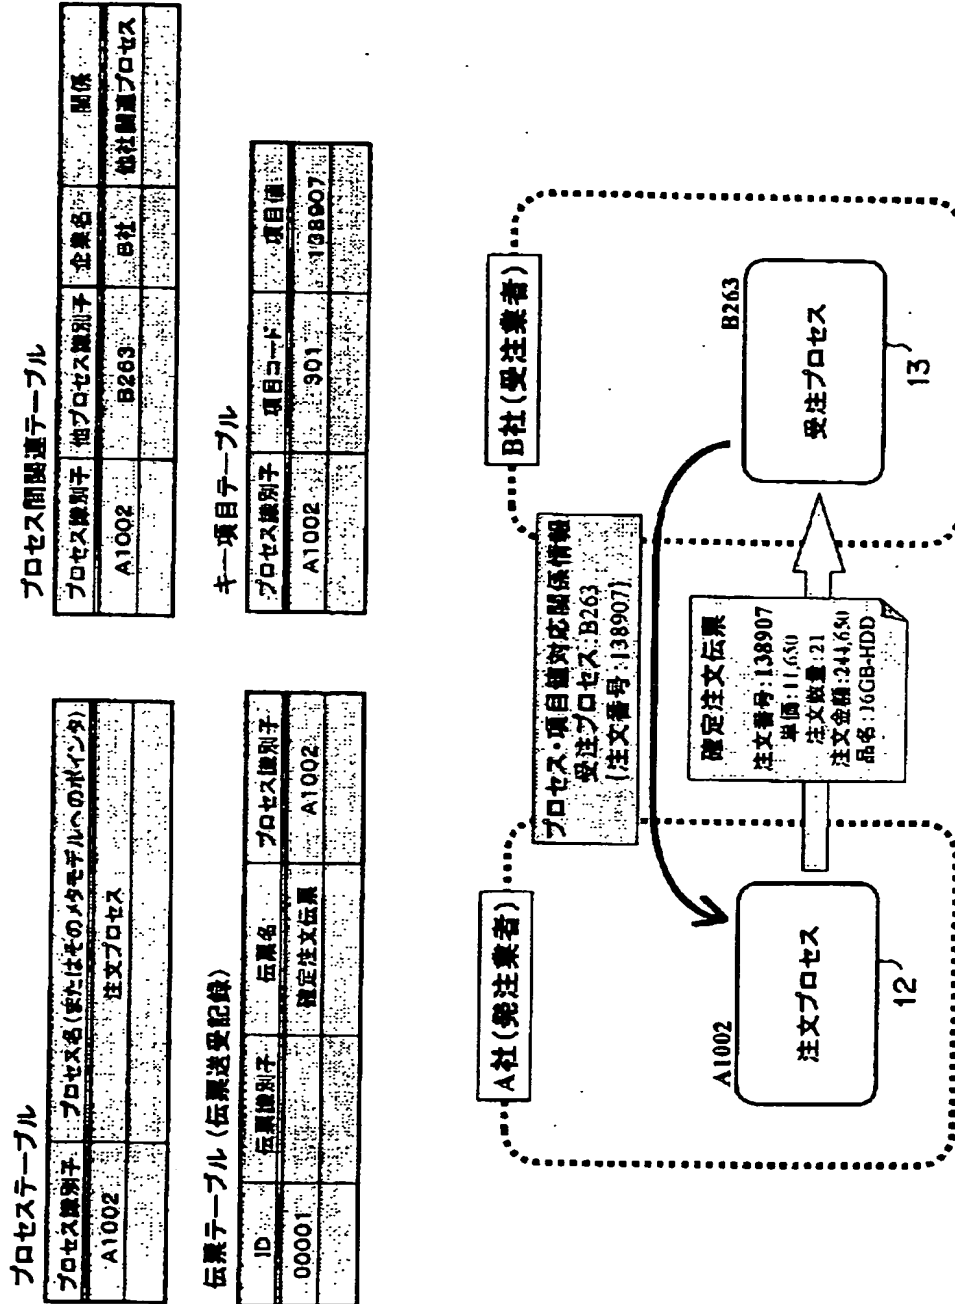 プロセステーブル
プロセス識別子 プロセス名(またはそのメタモデルへのポインタ)
A1002 注文プロセス
プロセス間関連テーブル
プロセス識別子 他プロセス識別子 企業名 関係
A1002 B263 B社 他社関連プロセス
伝票テーブル(伝票送受記録)
ID 伝票識別子 伝票名 プロセス識別子
00001 確定注文伝票 A1002
キー項目テーブル
プロセス識別子 項目コード 項目値
A1002 901 138907
A社(発注業者)
A1002
注文プロセス
12
プロセス・項目値対応関係情報
受注プロセス:B263
[注文番号:138907]
確定注文伝票
注文番号:138907
単価:11,650
注文数量:21
注文金額:244,650
品名:16GB-HDD
B社(受注業者)
B263
受注プロセス
13